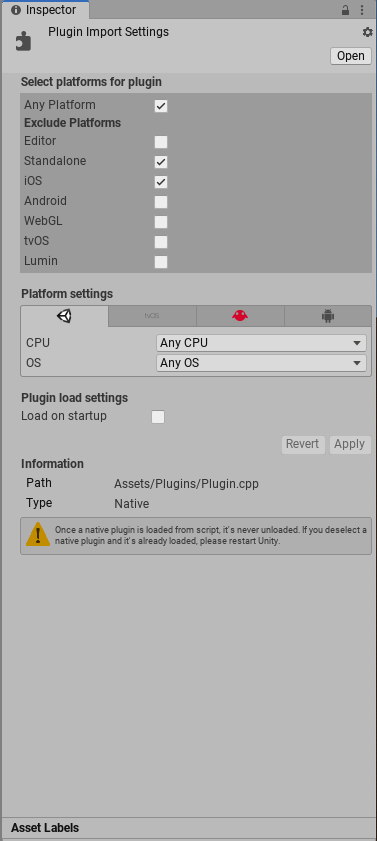 Inspector
Plugin Import Settings
Open
Select platforms for plugin
Any Platform
Exclude Platforms
Editor
Standalone
iOS
Android
WebGL
tvOS
Lumin
Platform settings
tvOS
CPU Any CPU
OS Any OS
Plugin load settings
Load on startup
Revert Apply
Information
Path Assets/Plugins/Plugin.cpp
Type Native
Once a native plugin is loaded from script, it's never unloaded. If you deselect a
native plugin and it's already loaded, please restart Unity.
Asset Labels